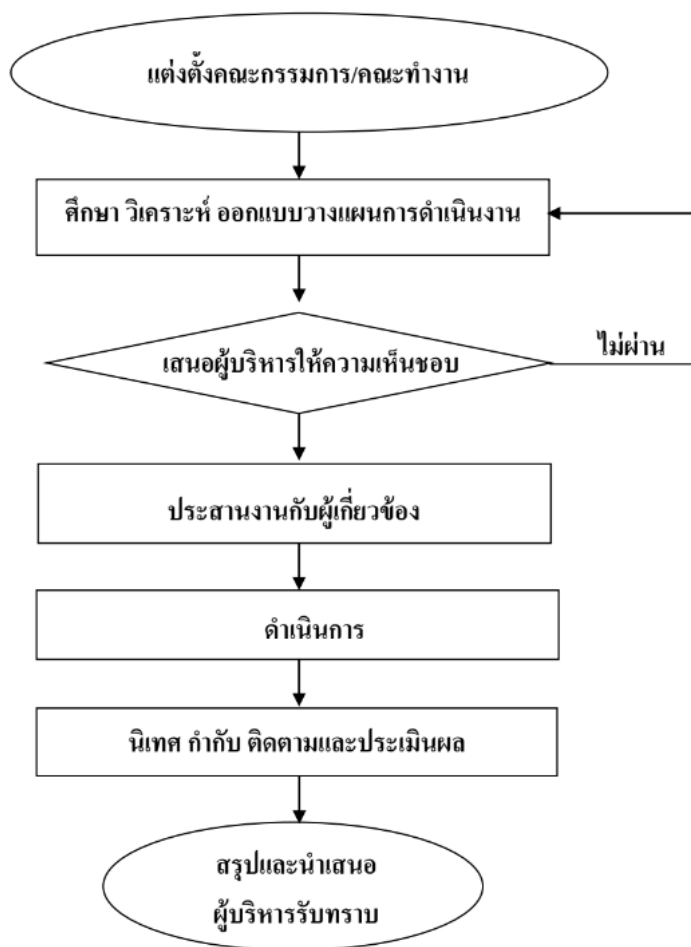 แต่งตั้งคณะกรรมการ/คณะทำงาน
ศึกษา วิเคราะห์ ออกแบบวางแผนการดำเนินงาน
เสนอผู้บริหารให้ความเห็นชอบ
ไม่ผ่าน
ประสานงานกับผู้เกี่ยวข้อง
ดำเนินการ
นิเทศ กำกับ ติดตามและประเมินผล
สรุปและนำเสนอ
ผู้บริหารรับทราบ